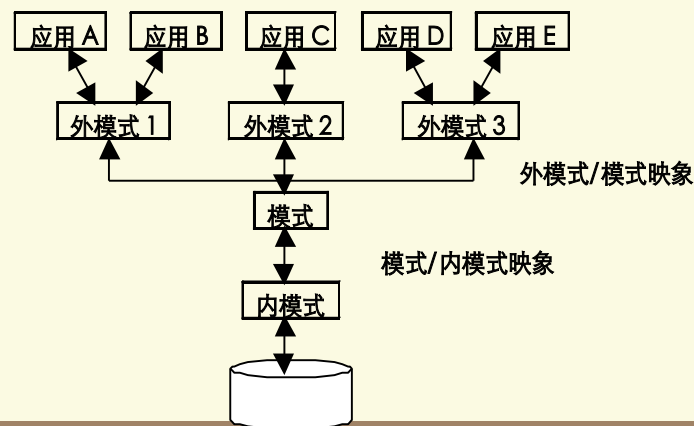 应用 A
应用 B
应用 C
应用 D
应用 E
外模式 1
外模式 2
外模式 3
外模式/模式映象
模式
模式/内模式映象
内模式